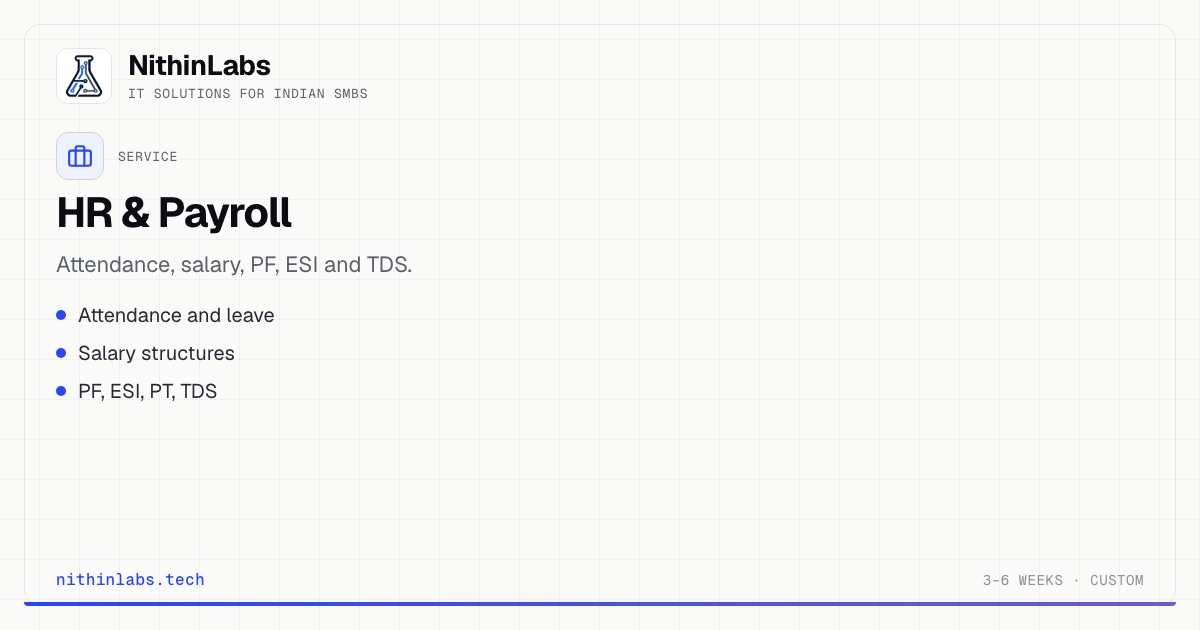 NithinLabs
IT SOLUTIONS FOR INDIAN SMBS
SERVICE
HR & Payroll
Attendance, salary, PF, ESI and TDS.
Attendance and leave
Salary structures
PF, ESI, PT, TDS
nithinlabs.tech
3–6 WEEKS · CUSTOM